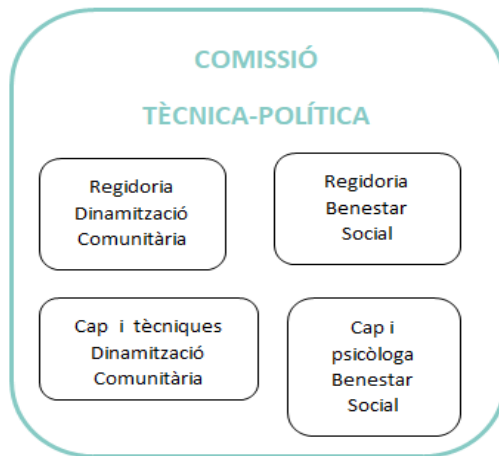 COMISSIÓ
TÈCNICA-POLÍTICA
Regidoria
Dinamització
Comunitària
Regidoria
Benestar
Social
Cap i tècniques
Dinamització
Comunitària
Cap i
psicòloga
Benestar
Social